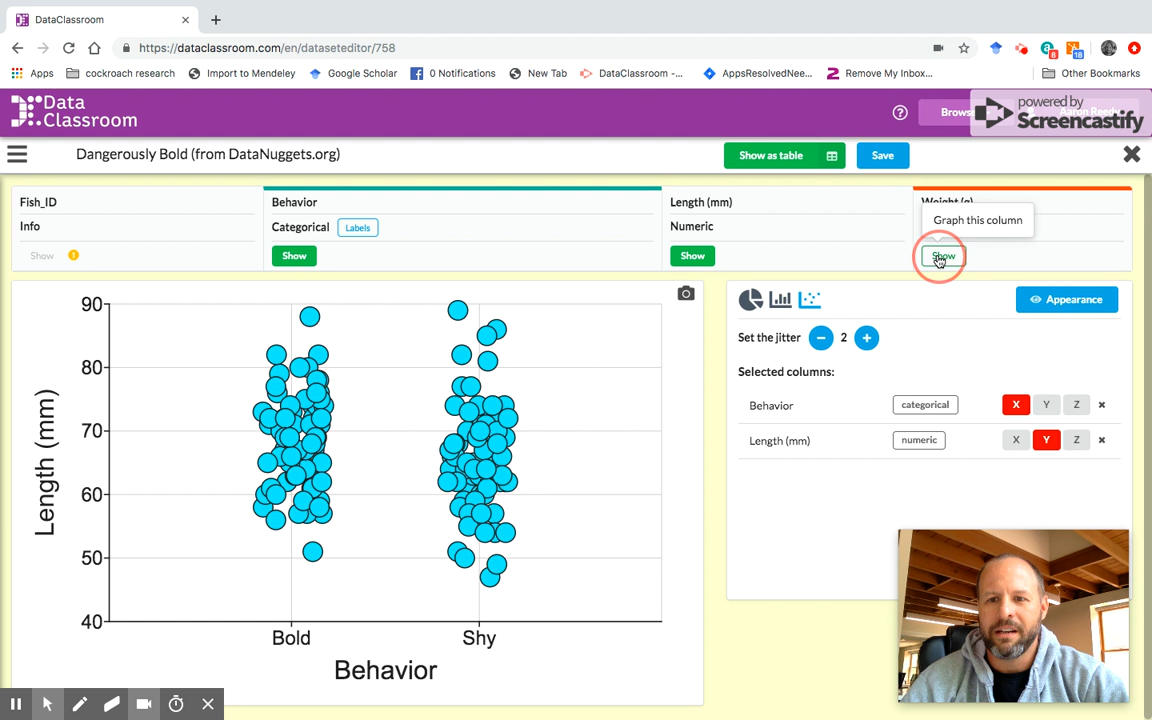 DataClassroom
https://dataclassroom.com/en/dataseteditor/758
8
18
Apps
cockroach research
Import to Mendeley
Google Scholar
0 Notifications
New Tab
DataClassroom -...
AppsResolvedNee...
Remove My Inbox...
Other Bookmarks
Data
Classroom
powered by
Screencastify
Dangerously Bold (from DataNuggets.org)
Show as table
Save
Fish_ID
Behavior
Length (mm)
Weight (g)
Info
Categorical
Labels
Numeric
Graph this column
Show
Show
Show
Show
Appearance
Set the jitter
2
Selected columns:
Behavior
categorical
X
Y
Z
Length (mm)
numeric
X
Y
Z
90
80
70
60
50
40
Length (mm)
Bold
Shy
Behavior